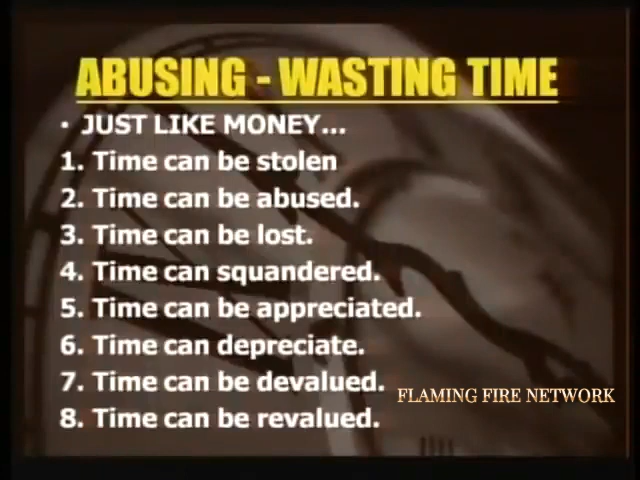 ABUSING - WASTING TIME
• JUST LIKE MONEY...
1. Time can be stolen
2. Time can be abused.
3. Time can be lost.
4. Time can squandered.
5. Time can be appreciated.
6. Time can depreciate.
7. Time can be devalued.
FLAMING FIRE NETWORK
8. Time can be revalued.